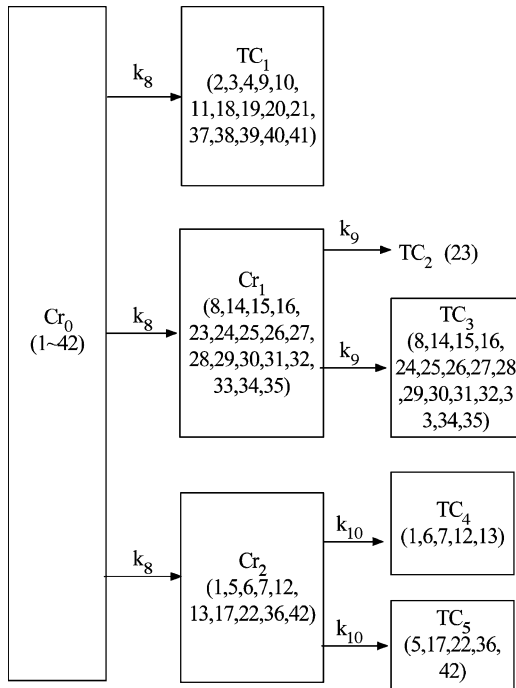 Cr0
(1~42)
k8
TC1
(2,3,4,9,10,
11,18,19,20,21,
37,38,39,40,41)
k8
Cr1
(8,14,15,16,
23,24,25,26,27,
28,29,30,31,32,
33,34,35)
k9
TC2 (23)
k9
TC3
(8,14,15,16,
24,25,26,27,28
,29,30,31,32,3
3,34,35)
k8
Cr2
(1,5,6,7,12,
13,17,22,36,42)
k10
TC4
(1,6,7,12,13)
k10
TC5
(5,17,22,36,
42)